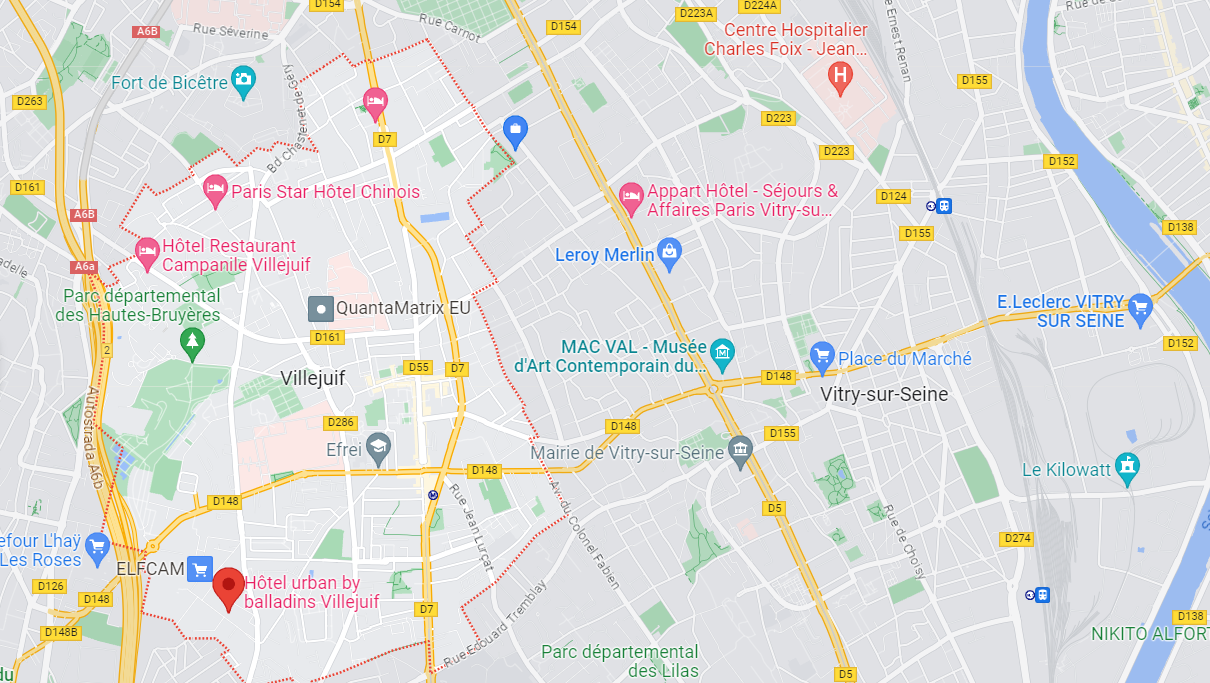 D154
Rue Carnot
D154
D223A
D224A
A6B
Rue Séverine
Centre Hospitalier
Charles Foix - Jean...
e Ernest Renan
Rue de
Fort de Bicêtre
D263
D155
Bd Chastenet de Géry
D7
D223
D223
D152
D161
Paris Star Hôtel Chinois
Appart Hôtel - Séjours &
Affaires Paris Vitry-su...
D124
A6B
D155
D138
Hôtel Restaurant
Campanile Villejuif
Leroy Merlin
A6a
adelle
Parc départemental
des Hautes-Bruyères
QuantaMatrix EU
E.Leclerc VITRY
SUR SEINE
D161
2
MAC VAL - Musée
d'Art Contemporain du...
Place du Marché
D152
D55
D7
D148
Villejuif
Vitry-sur-Seine
Autostrada A6b
D286
D148
D155
Efrei
Mairie de Vitry-sur-Seine
D148
Le Kilowatt
D148
Rue Jean Lurçat
Av. du Colonel Fabien
D5
Rue de Choisy
efour L'haÿ
Les Roses
D274
ELFCAM
D126
Hôtel urban by
balladins Villejuif
D148
D7
D138
D148B
Rue Edouard Tremblay
NIKITO ALFORT
Parc départemental
des Lilas
du
D5